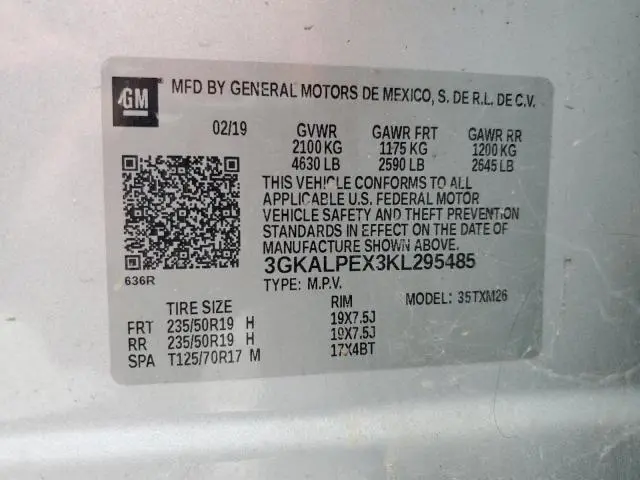 GM MFD BY GENERAL MOTORS DE MEXICO, S. DE R.L. DE C.V.
02/19 GVWR GAWR FRT GAWR RR
2100 KG 1175 KG 1200 KG
4630 LB 2590 LB 2645 LB
THIS VEHICLE CONFORMS TO ALL
APPLICABLE U.S. FEDERAL MOTOR
VEHICLE SAFETY AND THEFT PREVENTION
STANDARDS IN EFFECT ON THE DATE OF
MANUFACTURE SHOWN ABOVE.
3GKALPEX3KL295485
636R TYPE: M.P.V.
TIRE SIZE RIM MODEL: 35TXM26
FRT 235/50R19 H 19X7.5J
RR 235/50R19 H 19X7.5J
SPA T125/70R17 M 17X4BT